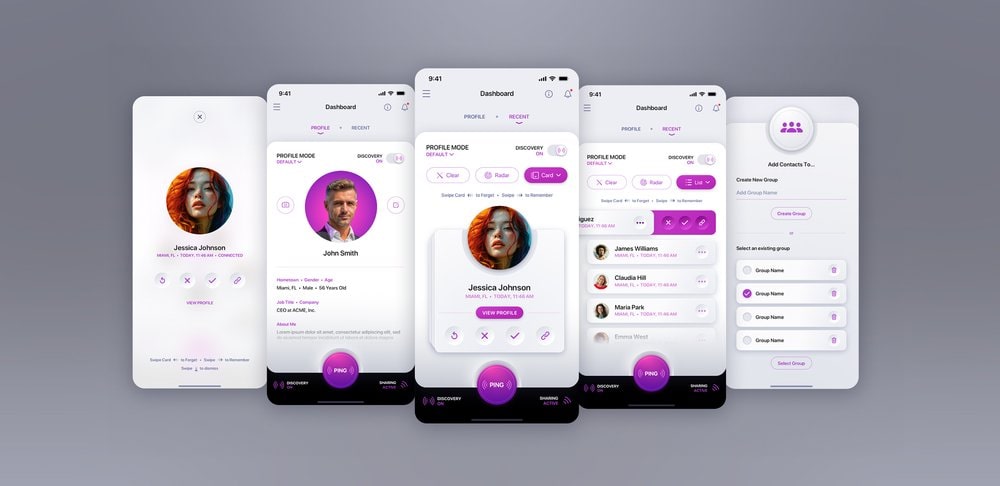 Jessica Johnson
MIAMI, FL • TODAY, 11:46 AM • CONNECTED
VIEW PROFILE
Swipe Card ← to Forget • Swipe → to Remember
Swipe ↓ to dismiss
9:41
Dashboard
PROFILE • RECENT
PROFILE MODE
DEFAULT
DISCOVERY
ON
John Smith
Hometown • Gender • Age
Miami, FL • Male • 56 Years Old
Job Title • Company
CEO at ACME, Inc.
About Me
Lorem ipsum dolor sit amet, consectetur adipiscing elit,
incididunt ut labore et dolore magna
DISCOVERY
ON
PING
SHARING
ACTIVE
9:41
Dashboard
PROFILE • RECENT
PROFILE MODE
DEFAULT
DISCOVERY
ON
Clear
Radar
Card
Swipe Card ← to Forget • Swipe → to Remember
Jessica Johnson
MIAMI, FL • TODAY, 11:46 AM
VIEW PROFILE
DISCOVERY
ON
PING
SHARING
ACTIVE
9:41
Dashboard
PROFILE • RECENT
PROFILE MODE
DEFAULT
DISCOVERY
ON
Clear
Radar
List
Swipe Card ← to Forget • Swipe → to Remember
iguez
TODAY, 11:46 AM
James Williams
MIAMI, FL • TODAY, 11:46 AM
Claudia Hill
MIAMI, FL • TODAY, 11:46 AM
Maria Park
MIAMI, FL • TODAY, 11:46 AM
Emma West
DISCOVERY
ON
PING
SHARING
ACTIVE
Add Contacts To...
Create New Group
Add Group Name
Create Group
or
Select an existing group
Group Name
Group Name
Group Name
Group Name
Select Group